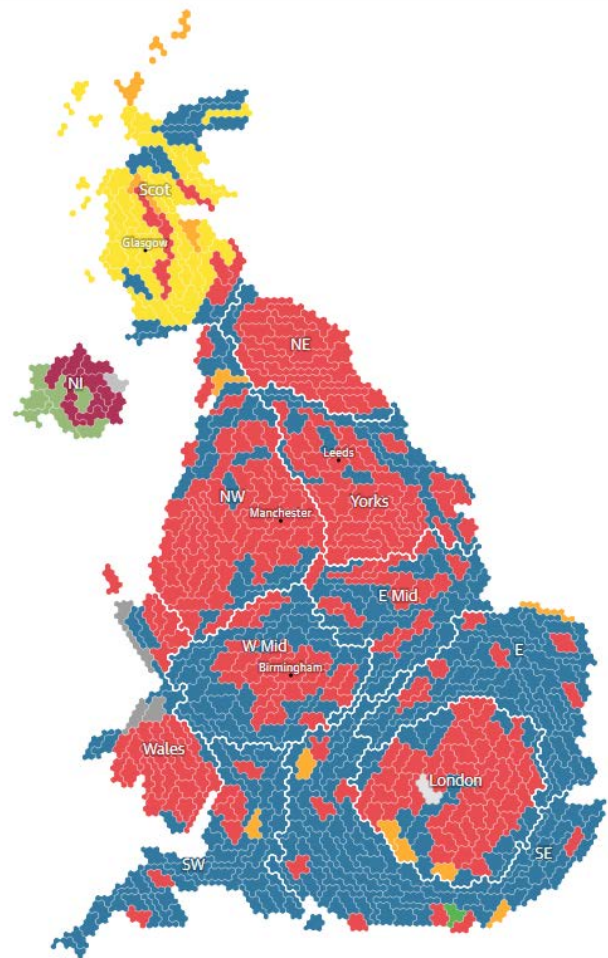 Scot
Glasgow
NE
NI
Leeds
NW
Yorks
Manchester
E Mid
W Mid
E
Birmingham
Wales
London
SW
SE